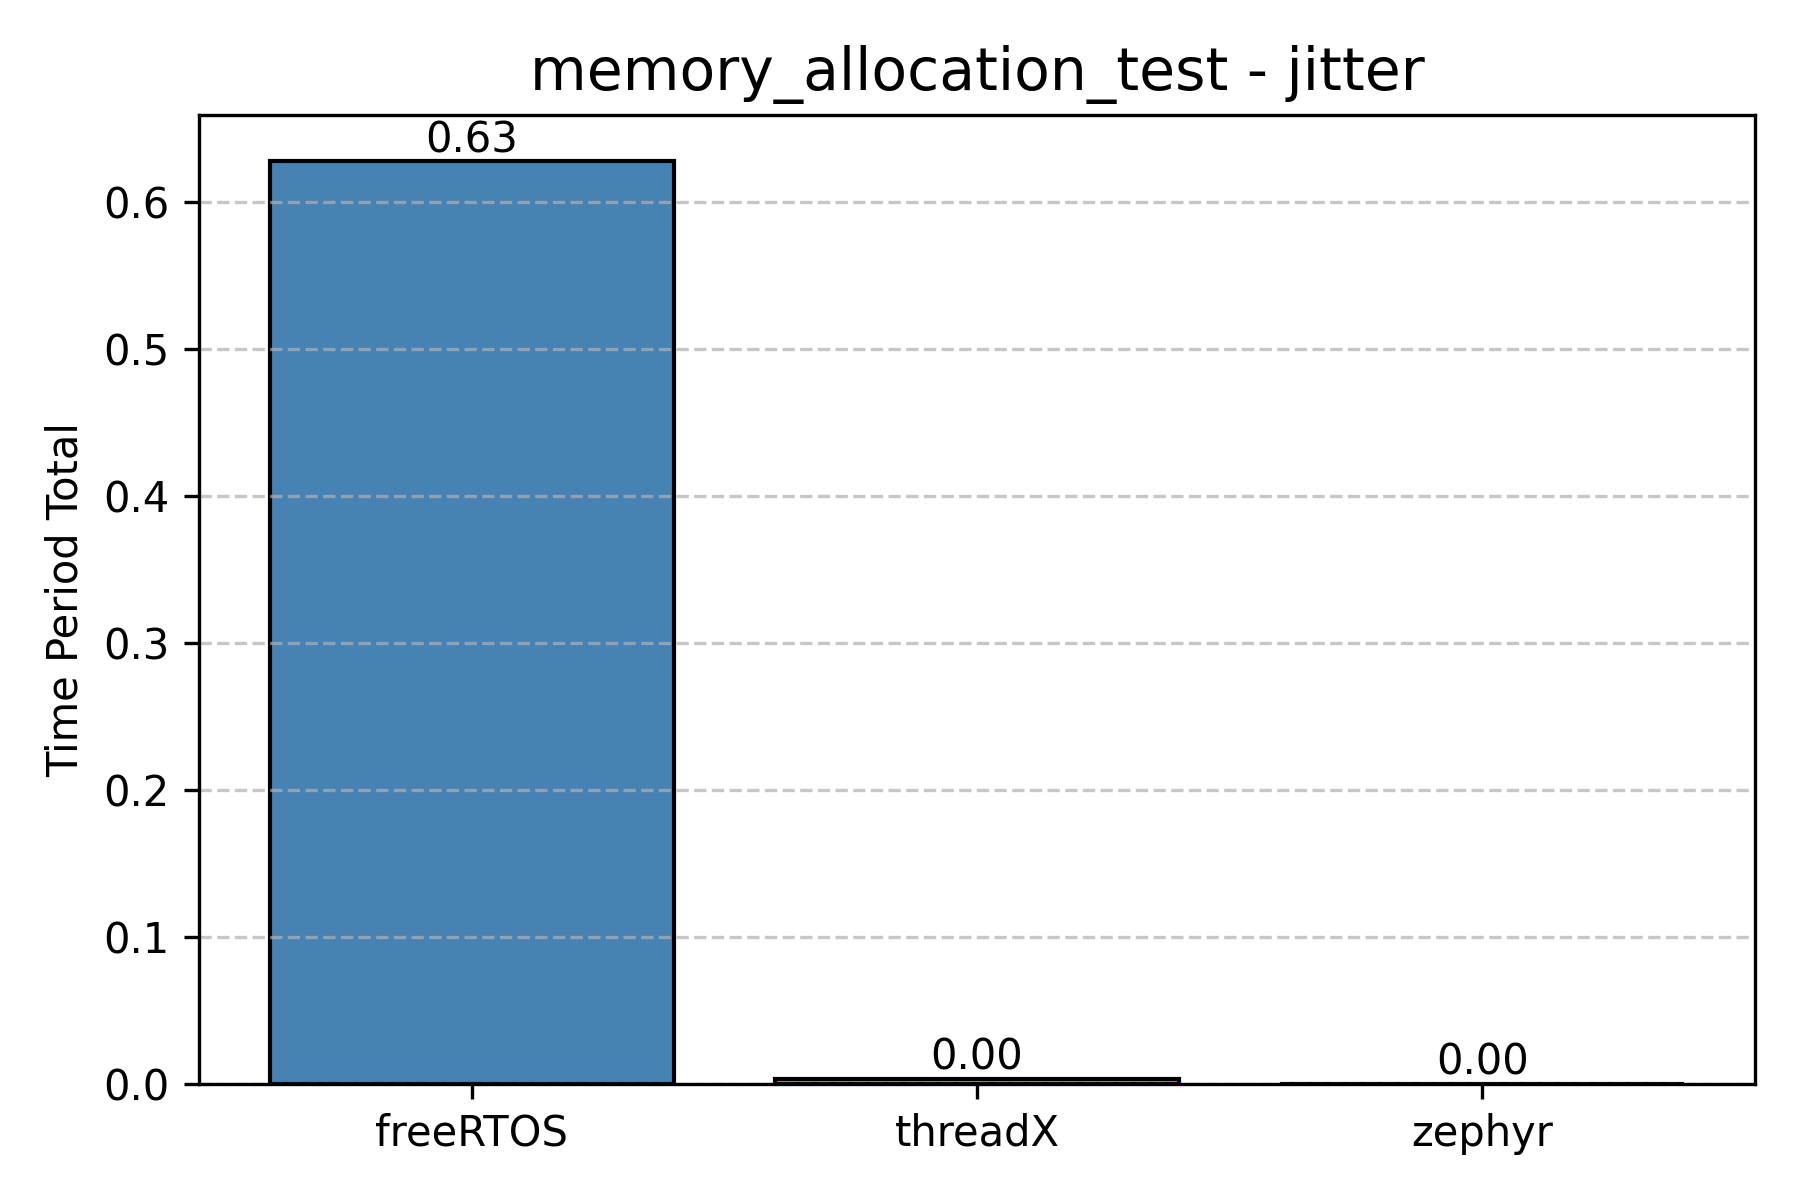 memory_allocation_test - jitter
0.63
0.6
0.5
0.4
0.3
0.2
0.1
0.0
Time Period Total
0.00
0.00
freeRTOS
threadX
zephyr